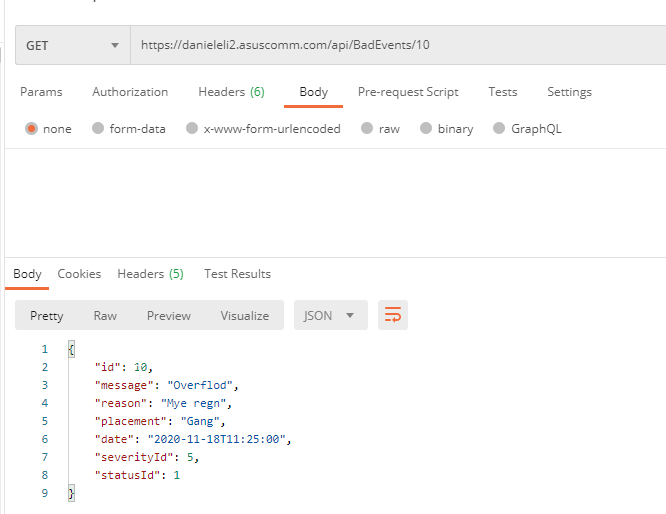 GET https://danieleli2.asuscomm.com/api/BadEvents/10
Params Authorization Headers (6) Body Pre-request Script Tests Settings
none form-data x-www-form-urlencoded raw binary GraphQL
Body Cookies Headers (5) Test Results
Pretty Raw Preview Visualize JSON
1 {
2 "id": 10,
3 "message": "Overflod",
4 "reason": "Mye regn",
5 "placement": "Gang",
6 "date": "2020-11-18T11:25:00",
7 "severityId": 5,
8 "statusId": 1
9 }